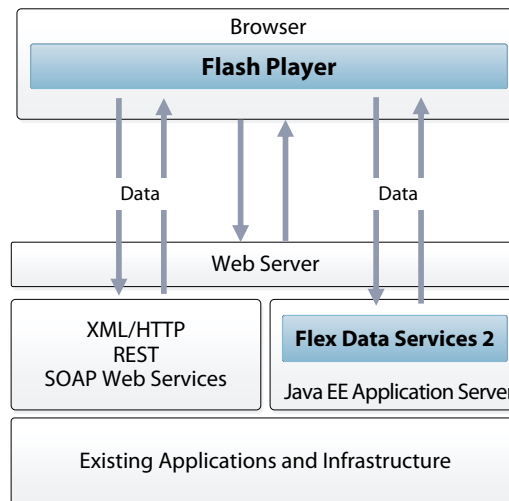 Browser
Flash Player
Data
Data
Web Server
XML/HTTP
REST
SOAP Web Services
Flex Data Services 2
Java EE Application Server
Existing Applications and Infrastructure